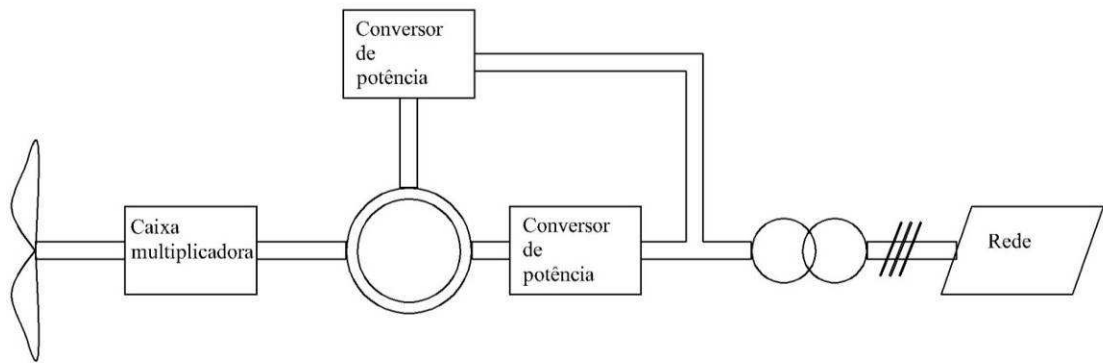 Conversor
de
potência
Caixa
multiplicadora
Conversor
de
potência
Rede